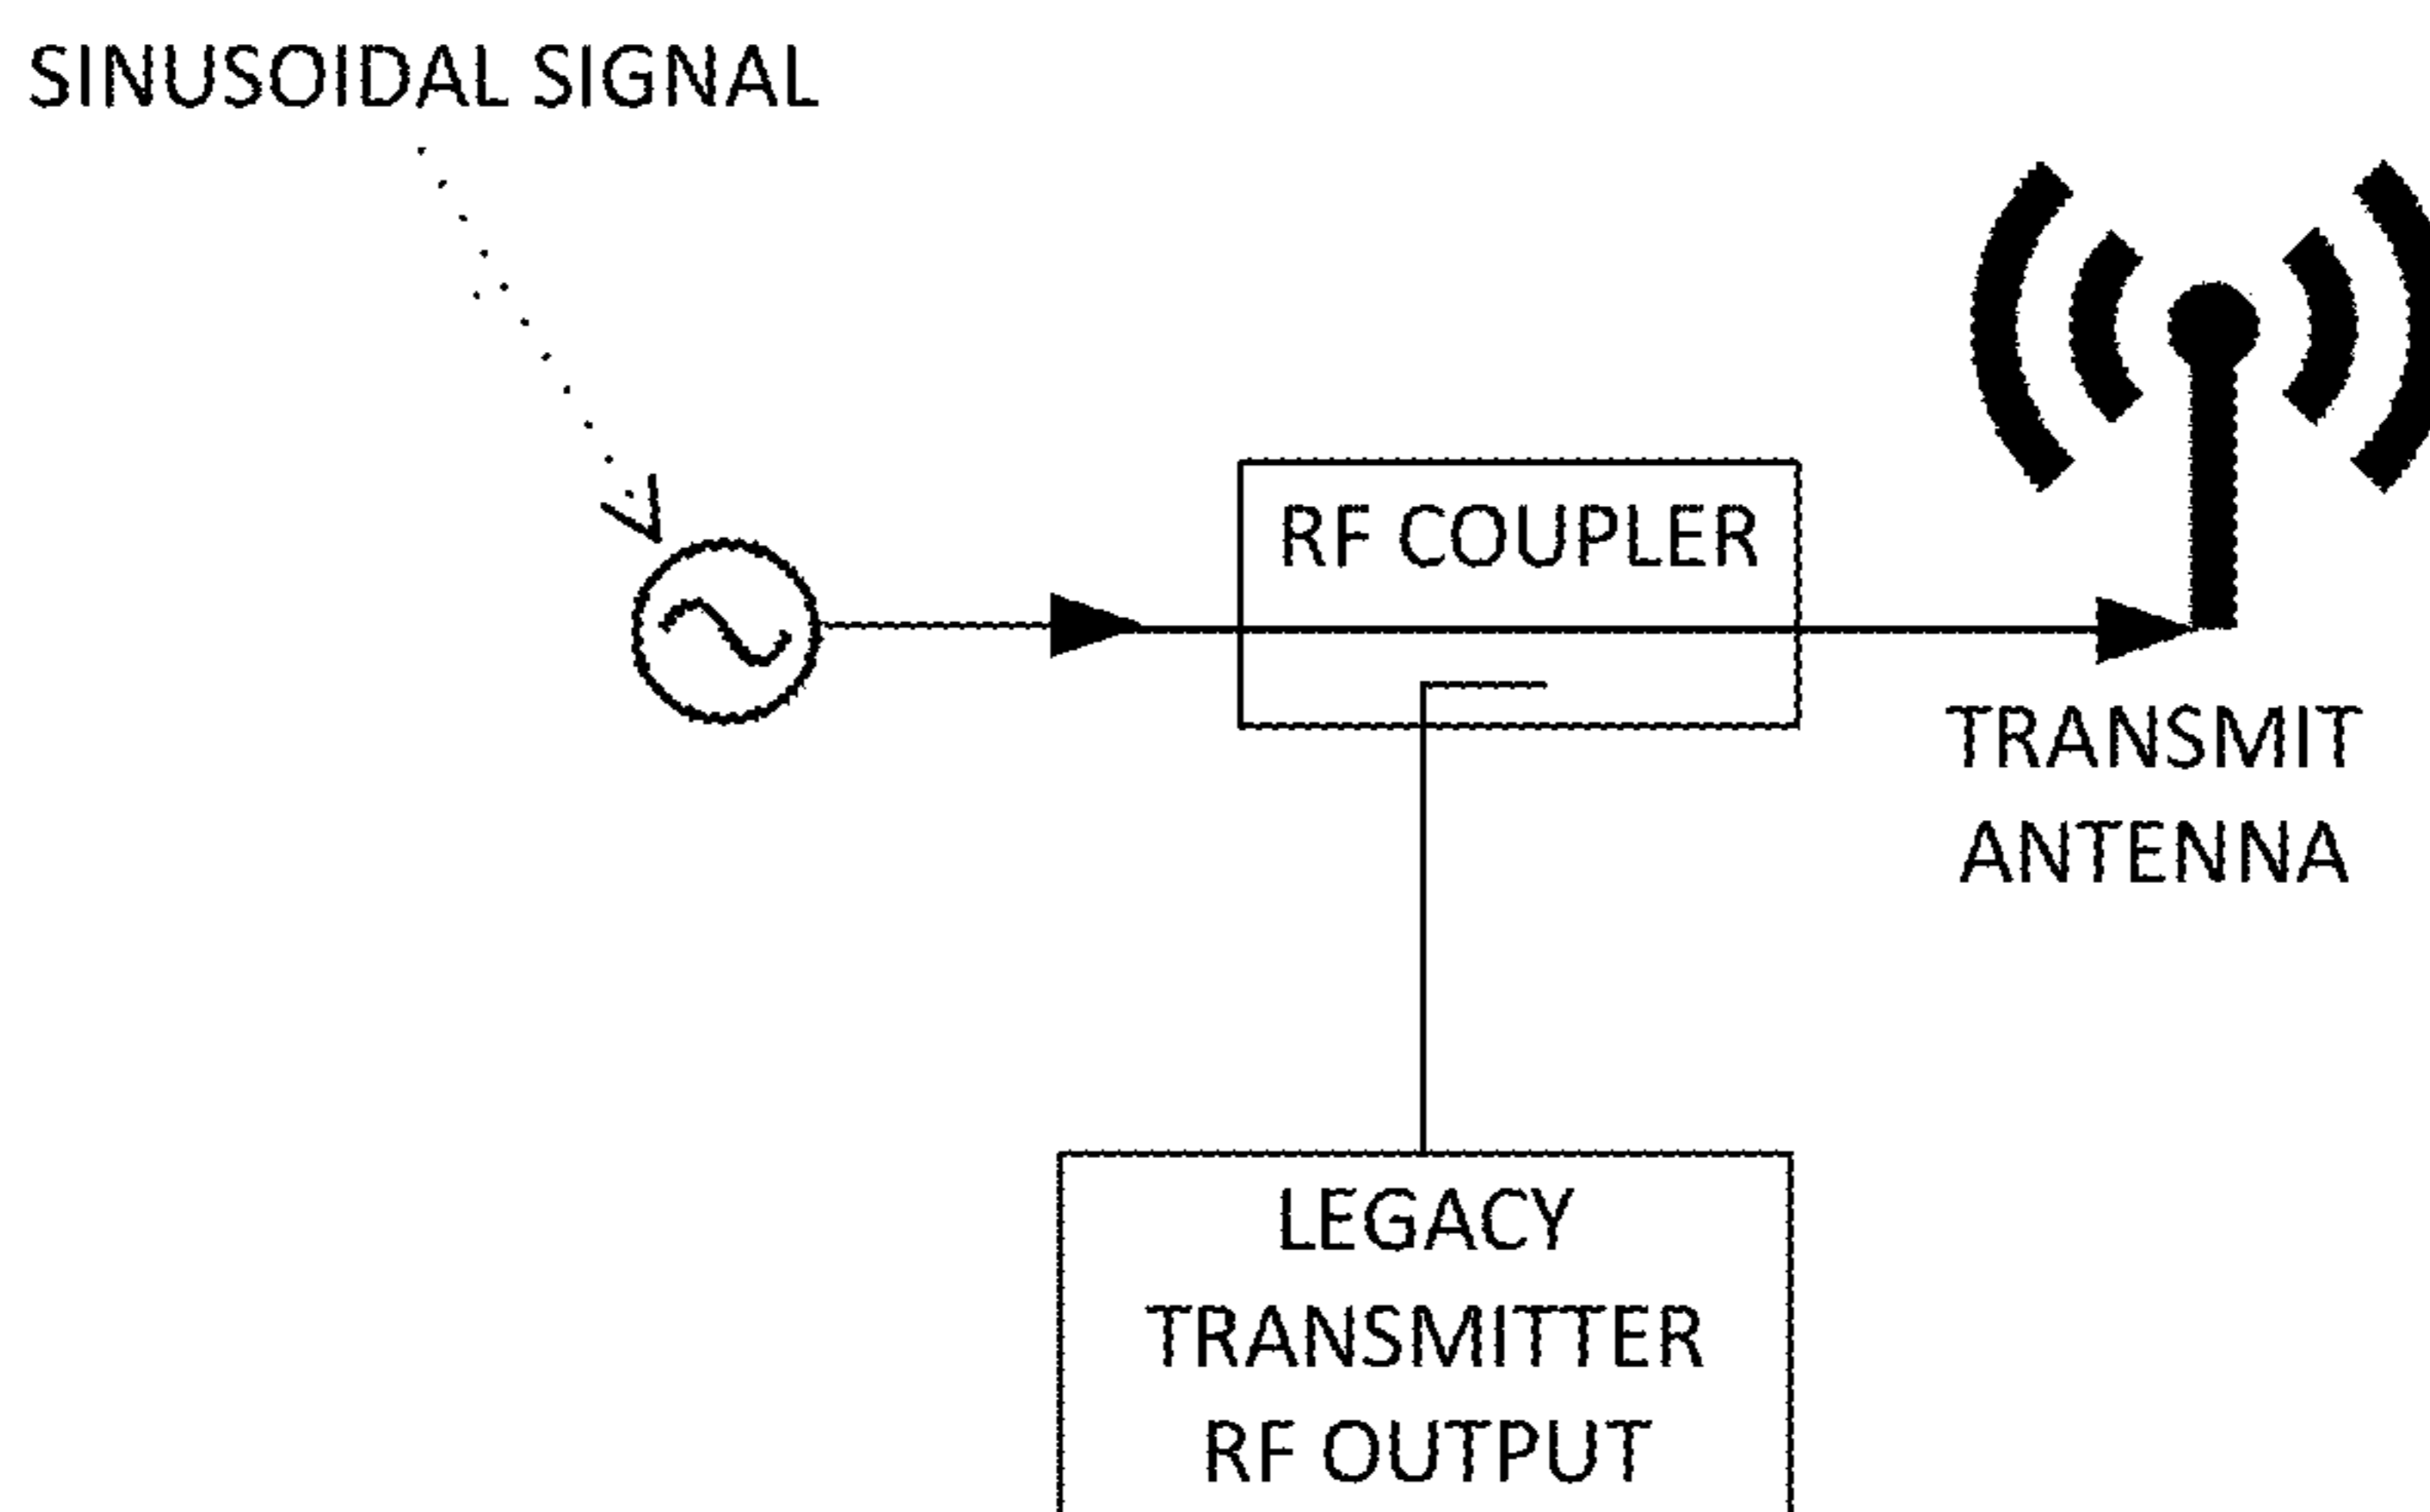 SINUSOIDAL SIGNAL
RF COUPLER
TRANSMIT
ANTENNA
LEGACY
TRANSMITTER
RF OUTPUT